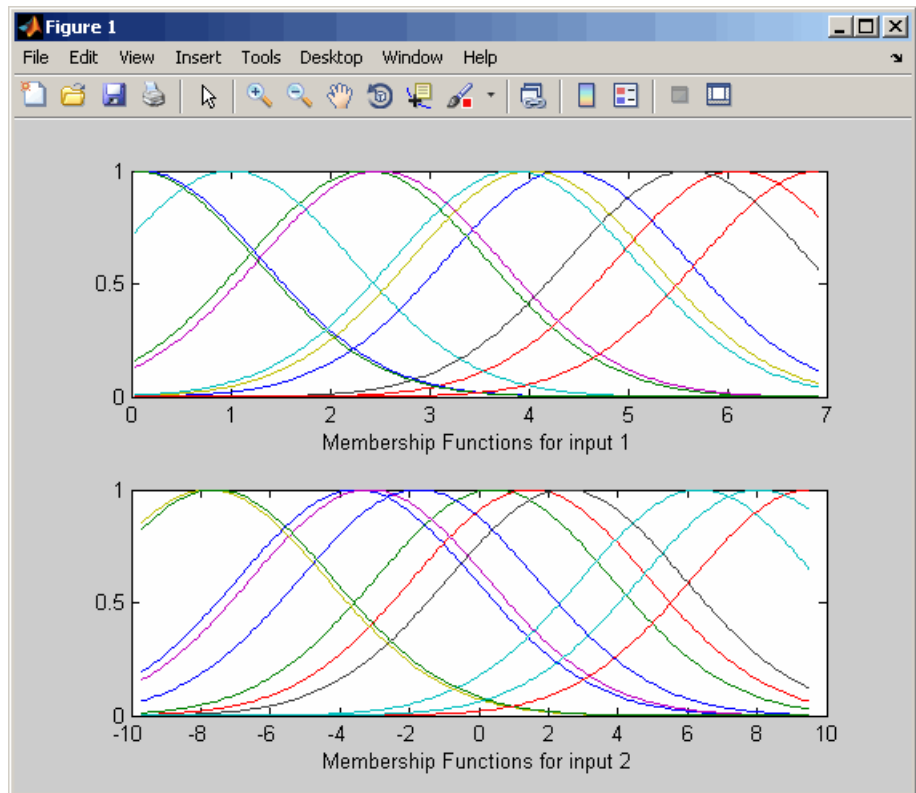 Figure 1
File Edit View Insert Tools Desktop Window Help
1
0.5
0
0 1 2 3 4 5 6 7
Membership Functions for input 1
1
0.5
0
-10 -8 -6 -4 -2 0 2 4 6 8 10
Membership Functions for input 2